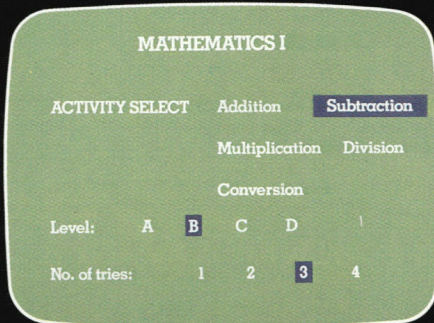 MATHEMATICS I
ACTIVITY SELECT Addition Subtraction
Multiplication Division
Conversion
Level: A B C D
No. of tries: 1 2 3 4